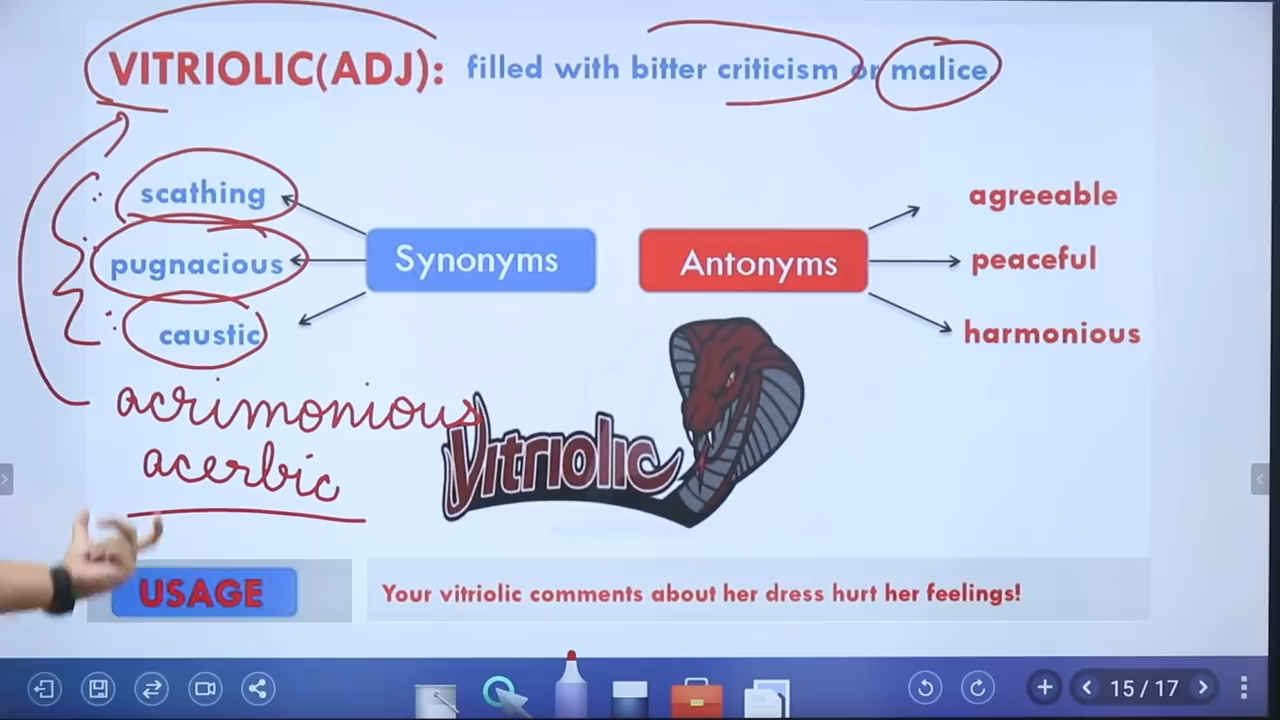 VITRIOLIC(ADJ): filled with bitter criticism or malice.
scathing
pugnacious
caustic
Synonyms
Antonyms
agreeable
peaceful
harmonious
acrimonious
acerbic
Vitriolic
USAGE
Your vitriolic comments about her dress hurt her feelings!
15 / 17